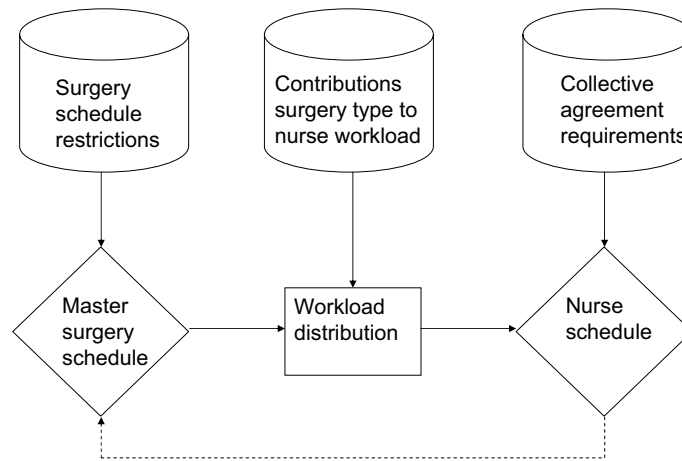 Surgery
schedule
restrictions
Contributions
surgery type to
nurse workload
Collective
agreement
requirements
Master
surgery
schedule
Workload
distribution
Nurse
schedule